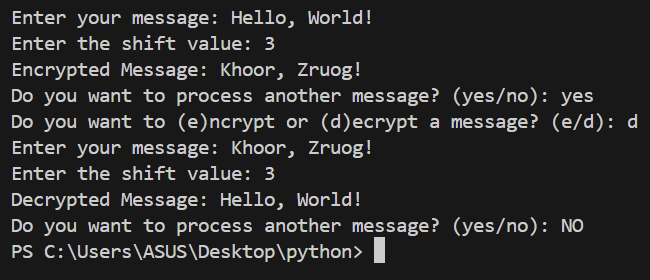 Enter your message: Hello, World!
Enter the shift value: 3
Encrypted Message: Khoor, Zruog!
Do you want to process another message? (yes/no): yes
Do you want to (e)ncrypt or (d)ecrypt a message? (e/d): d
Enter your message: Khoor, Zruog!
Enter the shift value: 3
Decrypted Message: Hello, World!
Do you want to process another message? (yes/no): NO
PS C:\Users\ASUS\Desktop\python>